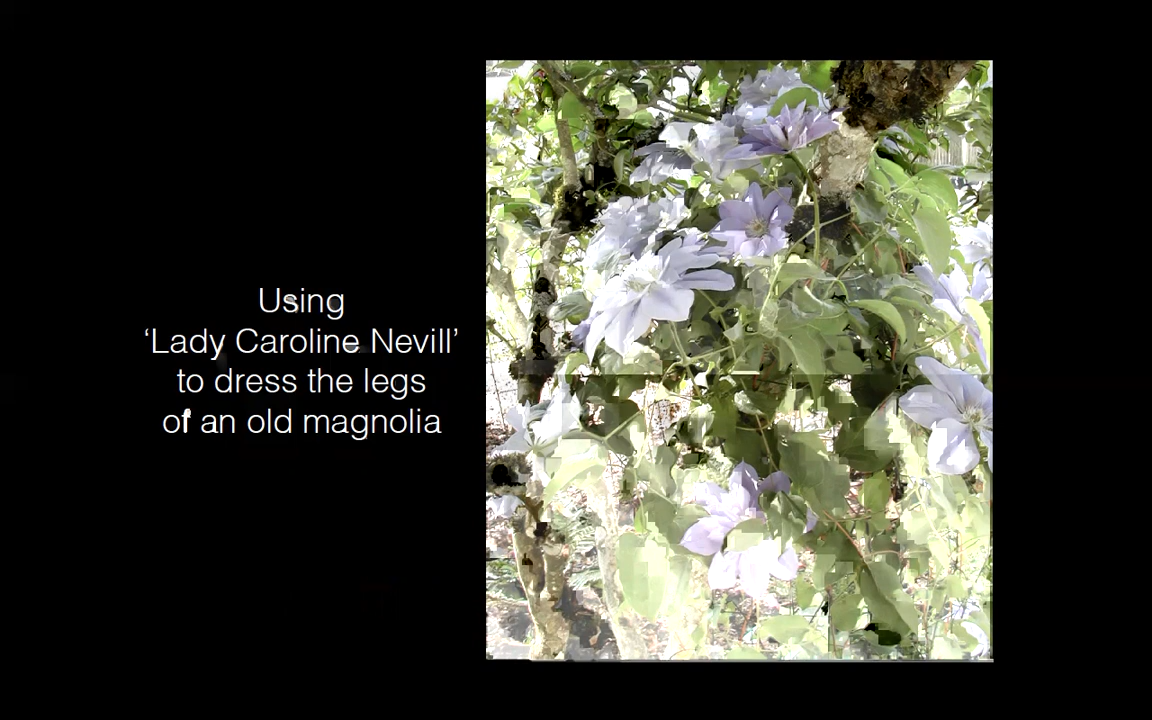 Using
‘Lady Caroline Nevill’
to dress the legs
of an old magnolia